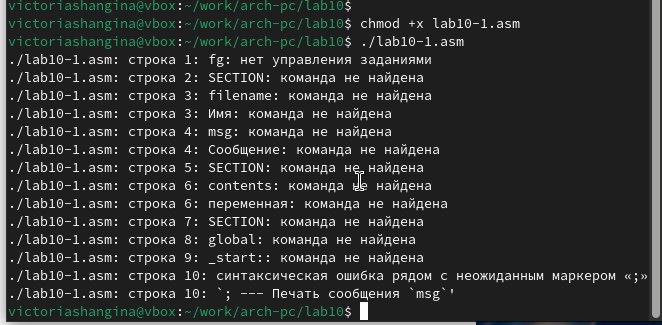 victoriashangina@vbox:~/work/arch-pc/lab10$
victoriashangina@vbox:~/work/arch-pc/lab10$ chmod +x lab10-1.asm
victoriashangina@vbox:~/work/arch-pc/lab10$ ./lab10-1.asm
./lab10-1.asm: строка 1: fg: нет управления заданиями
./lab10-1.asm: строка 2: SECTION: команда не найдена
./lab10-1.asm: строка 3: filename: команда не найдена
./lab10-1.asm: строка 3: Имя: команда не найдена
./lab10-1.asm: строка 4: msg: команда не найдена
./lab10-1.asm: строка 4: Сообщение: команда не найдена
./lab10-1.asm: строка 5: SECTION: команда не найдена
./lab10-1.asm: строка 6: contents: команда не найдена
./lab10-1.asm: строка 6: переменная: команда не найдена
./lab10-1.asm: строка 7: SECTION: команда не найдена
./lab10-1.asm: строка 8: global: команда не найдена
./lab10-1.asm: строка 9: _start:: команда не найдена
./lab10-1.asm: строка 10: синтаксическая ошибка рядом с неожиданным маркером «;»
./lab10-1.asm: строка 10: `; --- Печать сообщения `msg`'
victoriashangina@vbox:~/work/arch-pc/lab10$